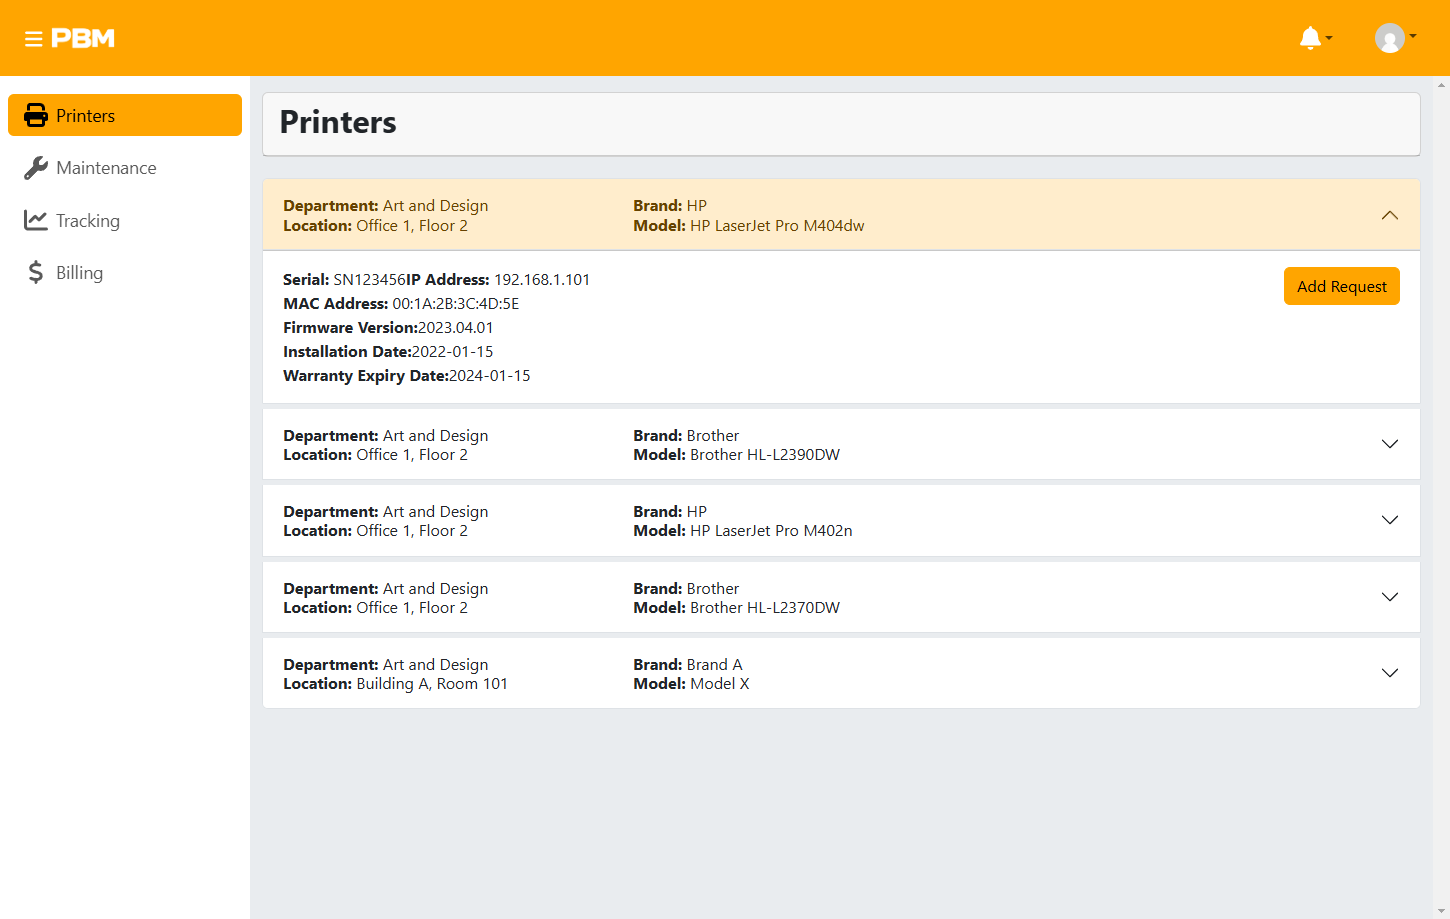 PBM
Printers
Maintenance
Tracking
Billing
Printers
Department: Art and Design
Location: Office 1, Floor 2
Brand: HP
Model: HP LaserJet Pro M404dw
Serial: SN123456IP Address: 192.168.1.101
MAC Address: 00:1A:2B:3C:4D:5E
Firmware Version:2023.04.01
Installation Date:2022-01-15
Warranty Expiry Date:2024-01-15
Add Request
Department: Art and Design
Location: Office 1, Floor 2
Brand: Brother
Model: Brother HL-L2390DW
Department: Art and Design
Location: Office 1, Floor 2
Brand: HP
Model: HP LaserJet Pro M402n
Department: Art and Design
Location: Office 1, Floor 2
Brand: Brother
Model: Brother HL-L2370DW
Department: Art and Design
Location: Building A, Room 101
Brand: Brand A
Model: Model X